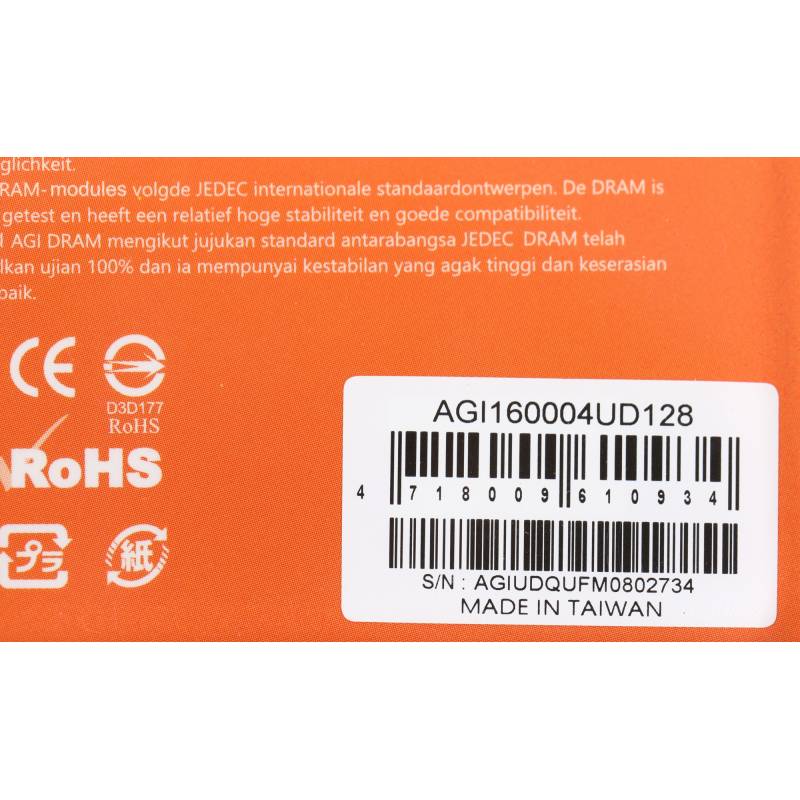 glichkeit.
RAM-modules volgde JEDEC internationale standaardontwerpen. De DRAM is
getest en heeft een relatief hoge stabiliteit en goede compatibiliteit.
AGI DRAM mengikut jujukan standard antarabangsa JEDEC DRAM telah
lkan ujian 100% dan ia mempunyai kestabilan yang agak tinggi dan keserasian
baik.
CE
D3D177
RoHS
RoHS
プラ
紙
AGI160004UD128
4 718009 610934
S/N : AGIUDQUFM0802734
MADE IN TAIWAN